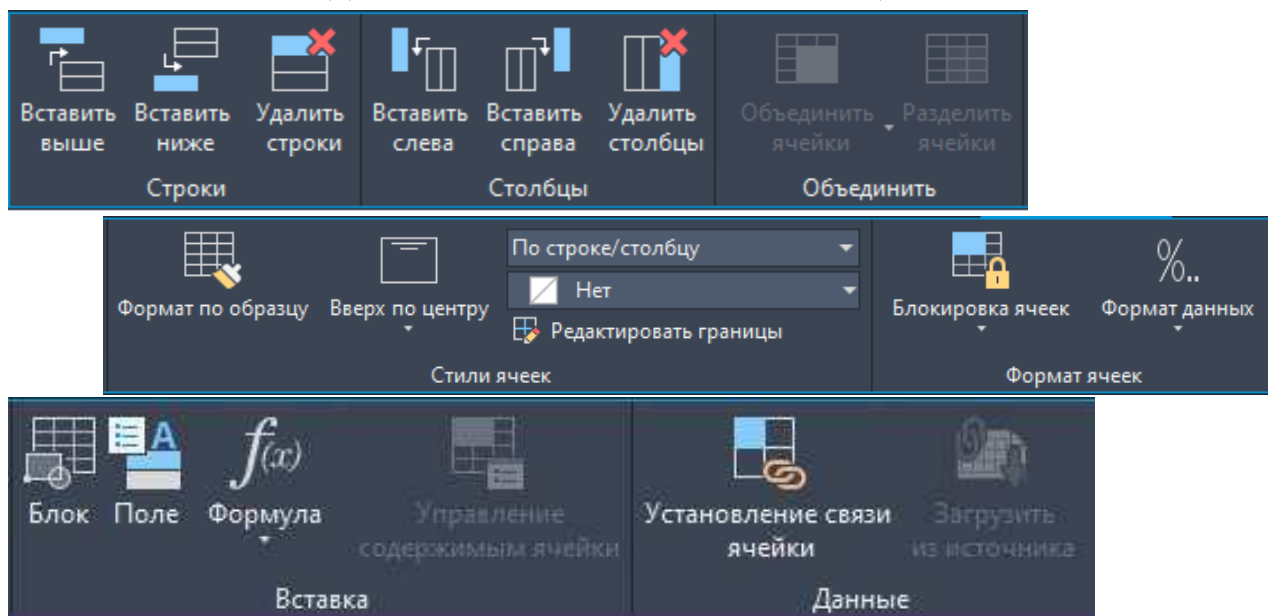 Вставить выше
Вставить ниже
Удалить строки
Вставить слева
Вставить справа
Удалить столбцы
Объединить ячейки
Разделить ячейки
Строки
Столбцы
Объединить
Формат по образцу
Вверх по центру
По строке/столбцу
Нет
Редактировать границы
Блокировка ячеек
%..
Формат данных
Стили ячеек
Формат ячеек
Блок
A
Поле
f(x)
Формула
Управление
содержимым ячейки
Установление связи
ячейки
Загрузить
из источника
Вставка
Данные